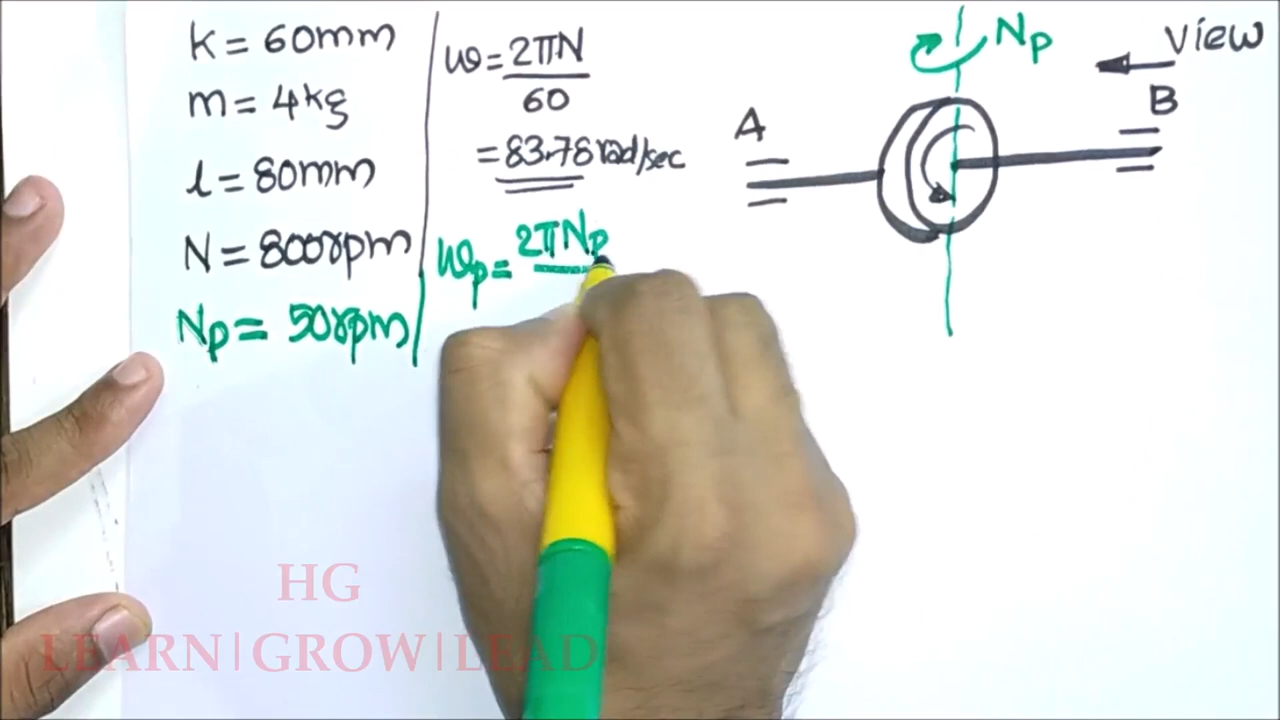 k = 60mm
m = 4kg
l = 80mm
N = 800rpm
Np = 50rpm
ω = 2πN
60
= 83.78 rad/sec
ωp = 2πNp
Np
View
A
B
HG
LEARN|GROW|LEAD